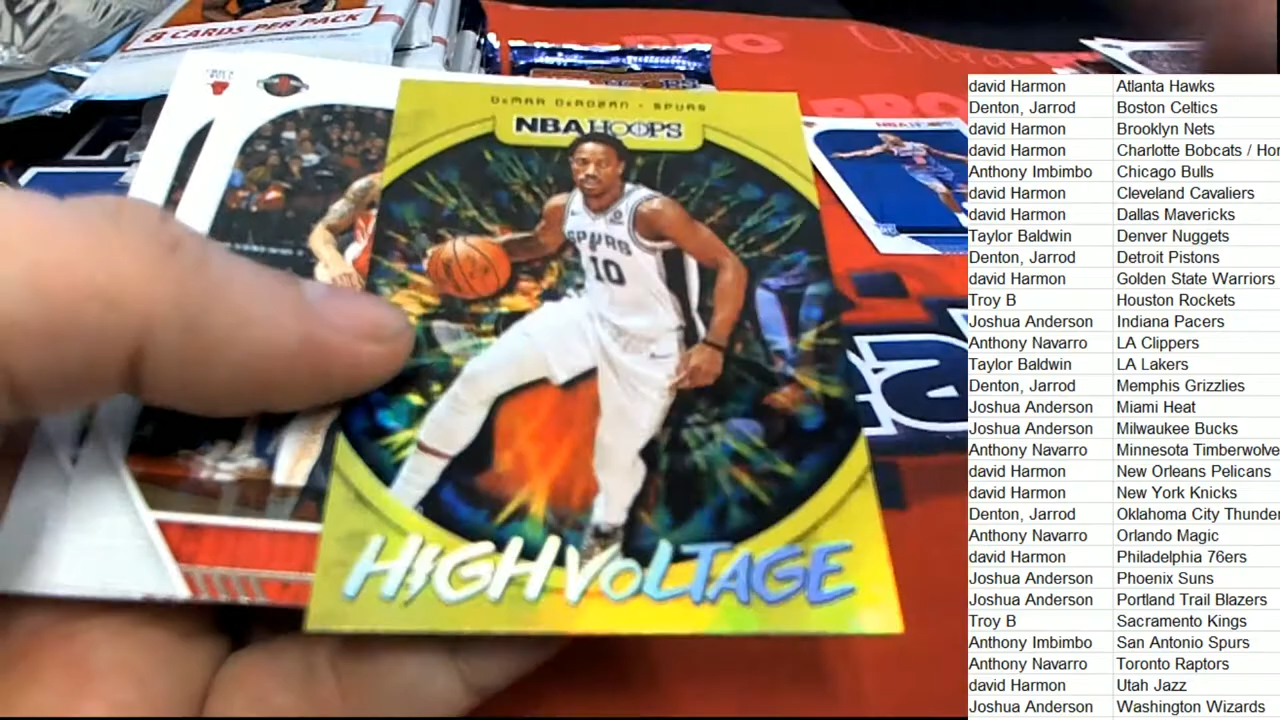 8 CARDS PER PACK
DeMAR DeROZAN - SPURS
NBA HOOPS
SPURS
10
HIGH VOLTAGE
david Harmon Atlanta Hawks
Denton, Jarrod Boston Celtics
david Harmon Brooklyn Nets
david Harmon Charlotte Bobcats / Hor
Anthony Imbimbo Chicago Bulls
david Harmon Cleveland Cavaliers
david Harmon Dallas Mavericks
Taylor Baldwin Denver Nuggets
Denton, Jarrod Detroit Pistons
david Harmon Golden State Warriors
Troy B Houston Rockets
Joshua Anderson Indiana Pacers
Anthony Navarro LA Clippers
Taylor Baldwin LA Lakers
Denton, Jarrod Memphis Grizzlies
Joshua Anderson Miami Heat
Joshua Anderson Milwaukee Bucks
Anthony Navarro Minnesota Timberwolve
david Harmon New Orleans Pelicans
david Harmon New York Knicks
Denton, Jarrod Oklahoma City Thunder
Anthony Navarro Orlando Magic
david Harmon Philadelphia 76ers
Joshua Anderson Phoenix Suns
Joshua Anderson Portland Trail Blazers
Troy B Sacramento Kings
Anthony Imbimbo San Antonio Spurs
Anthony Navarro Toronto Raptors
david Harmon Utah Jazz
Joshua Anderson Washington Wizards